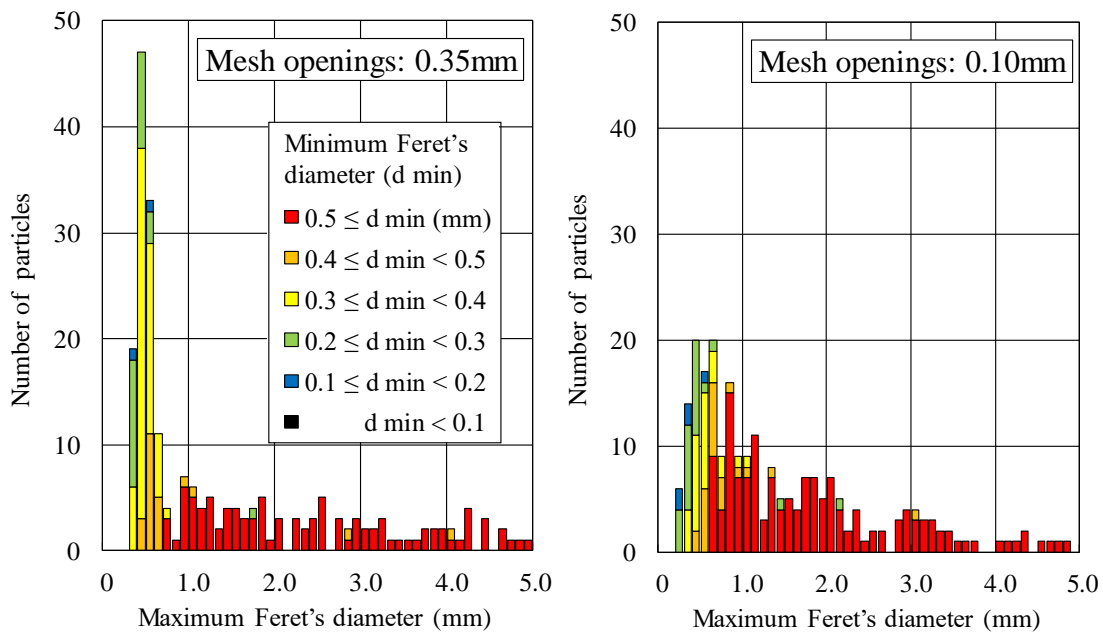 50
40
30
20
10
0
Number of particles
Mesh openings: 0.35mm
Minimum Feret's
diameter (d min)
0.5 ≤ d min (mm)
0.4 ≤ d min < 0.5
0.3 ≤ d min < 0.4
0.2 ≤ d min < 0.3
0.1 ≤ d min < 0.2
d min < 0.1
0 1.0 2.0 3.0 4.0 5.0
Maximum Feret's diameter (mm)
50
40
30
20
10
0
Number of particles
Mesh openings: 0.10mm
0 1.0 2.0 3.0 4.0 5.0
Maximum Feret's diameter (mm)